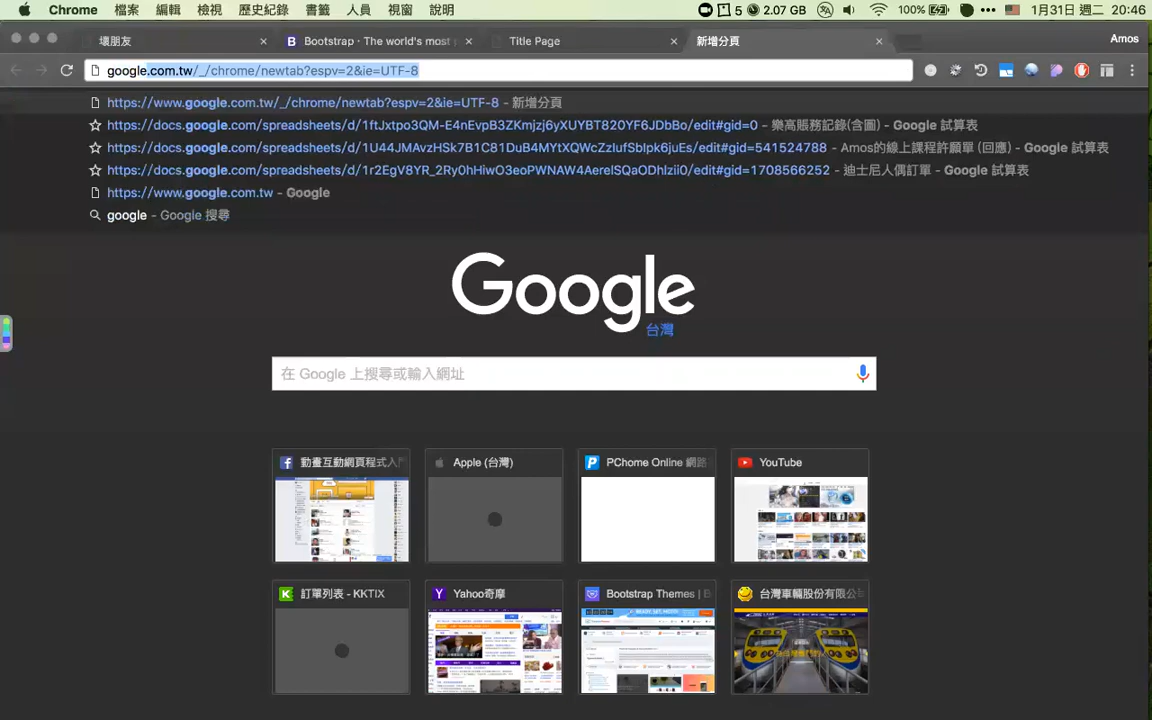 Chrome 檔案 編輯 檢視 歷史紀錄 書籤 人員 視窗 說明 5 2.07 GB 100% 1月31日 週二 20:46
壞朋友 Bootstrap · The world's most Title Page 新增分頁 Amos
google.com.tw/_/chrome/newtab?espv=2&ie=UTF-8
https://www.google.com.tw/_/chrome/newtab?espv=2&ie=UTF-8 - 新增分頁
https://docs.google.com/spreadsheets/d/1ftJxtpo3QM-E4nEvpB3ZKmjzj6yXUYBT820YF6JDbBo/edit#gid=0 - 樂高賬務記錄(含圖) - Google 試算表
https://docs.google.com/spreadsheets/d/1U44JMAvzHSk7B1C81DuB4MYtXQWcZzIufSblpk6juEs/edit#gid=541524788 - Amos的線上課程許願單 (回應) - Google 試算表
https://docs.google.com/spreadsheets/d/1r2EgV8YR_2Ry0hHiwO3eoPWNAW4AerelSQaODhIzii0/edit#gid=1708566252 - 迪士尼人偶訂單 - Google 試算表
https://www.google.com.tw - Google
google - Google 搜尋
Google
台灣
在 Google 上搜尋或輸入網址
動畫互動網頁程式入門 Apple (台灣) PChome Online 網路 YouTube
訂單列表 - KKTIX Yahoo奇摩 Bootstrap Themes | B 台灣車輛股份有限公